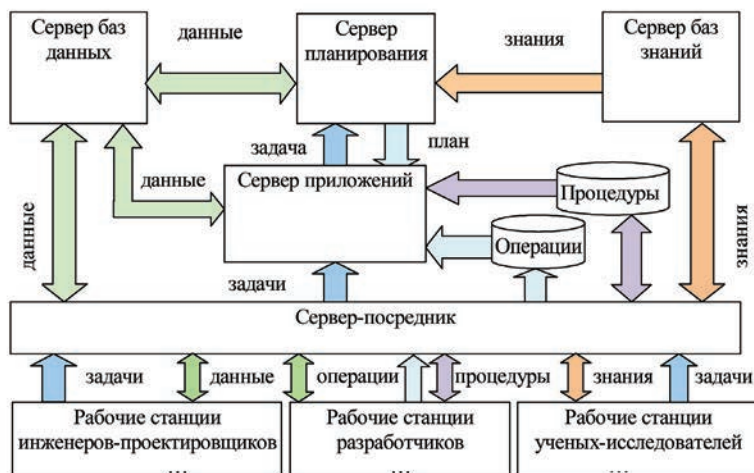 Сервер баз
данных
данные
Сервер
планирования
знания
Сервер баз
знаний
задача
план
данные
Сервер приложений
Процедуры
Операции
данные
знания
задачи
Сервер-посредник
задачи
данные
операции
процедуры
знания
задачи
Рабочие станции
инженеров-проектировщиков
...
Рабочие станции
разработчиков
...
Рабочие станции
ученых-исследователей
...